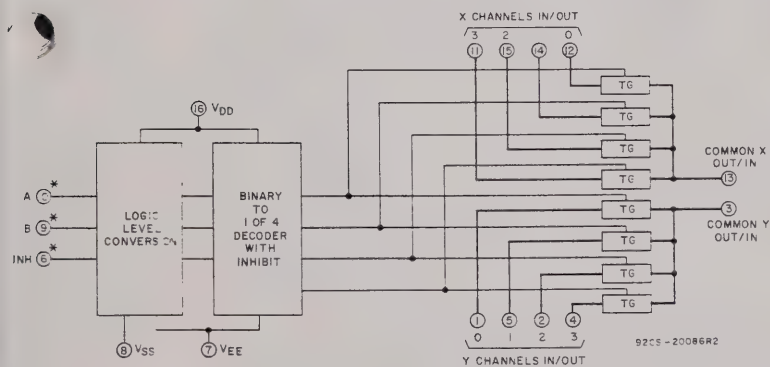 X CHANNELS IN/OUT
3 2 0
11 15 14 12
TG
TG
TG
TG
COMMON X
OUT/IN
13
16 VDD
A *
B 9*
INH 6*
LOGIC
LEVEL
BINARY
TO
1 OF 4
DECODER
WITH
INHIBIT
8 VSS
7 VEE
TG
TG
TG
TG
3
COMMON Y
OUT/IN
1 5 2 4
0 1 2 3
Y CHANNELS IN/OUT
92CS-20086R2